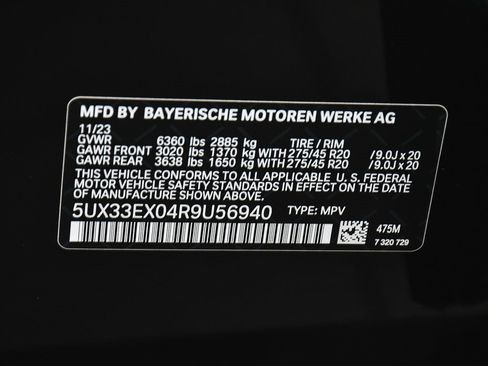 MFD BY BAYERISCHE MOTOREN WERKE AG
11/23
GVWR 6360 lbs 2885 kg TIRE / RIM
GAWR FRONT 3020 lbs 1370 kg WITH 275/45 R20 /9.0J x 20
GAWR REAR 3638 lbs 1650 kg WITH 275/45 R20 /9.0J x 20
THIS VEHICLE CONFORMS TO ALL APPLICABLE U. S. FEDERAL
MOTOR VEHICLE SAFETY STANDARDS IN EFFECT ON THE DATE OF
MANUFACTURE SHOWN ABOVE.
5UX33EX04R9U56940 TYPE: MPV
475M
7 320 729